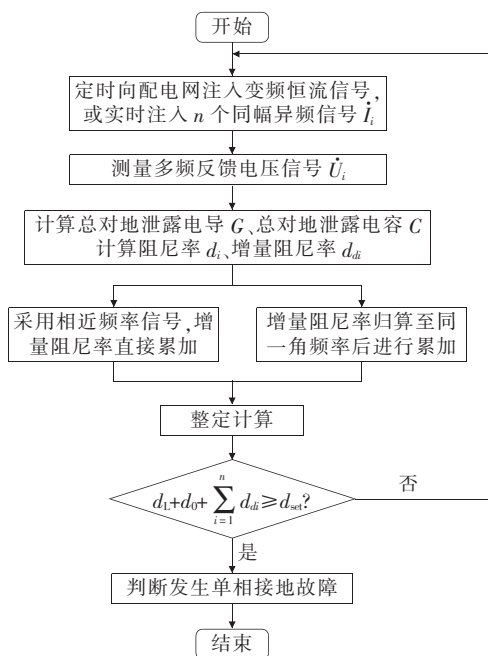 开始
定时向配电网注入变频恒流信号,
或实时注入 n 个同幅异频信号 İᵢ
测量多频反馈电压信号 U̇ᵢ
计算总对地泄露电导 G、总对地泄露电容 C
计算阻尼率 dᵢ、增量阻尼率 d_di
采用相近频率信号,增
量阻尼率直接累加
增量阻尼率归算至同
一角频率后进行累加
整定计算
d_L+d_0+∑_{i=1}^{n} d_di≥d_set?
否
是
判断发生单相接地故障
结束